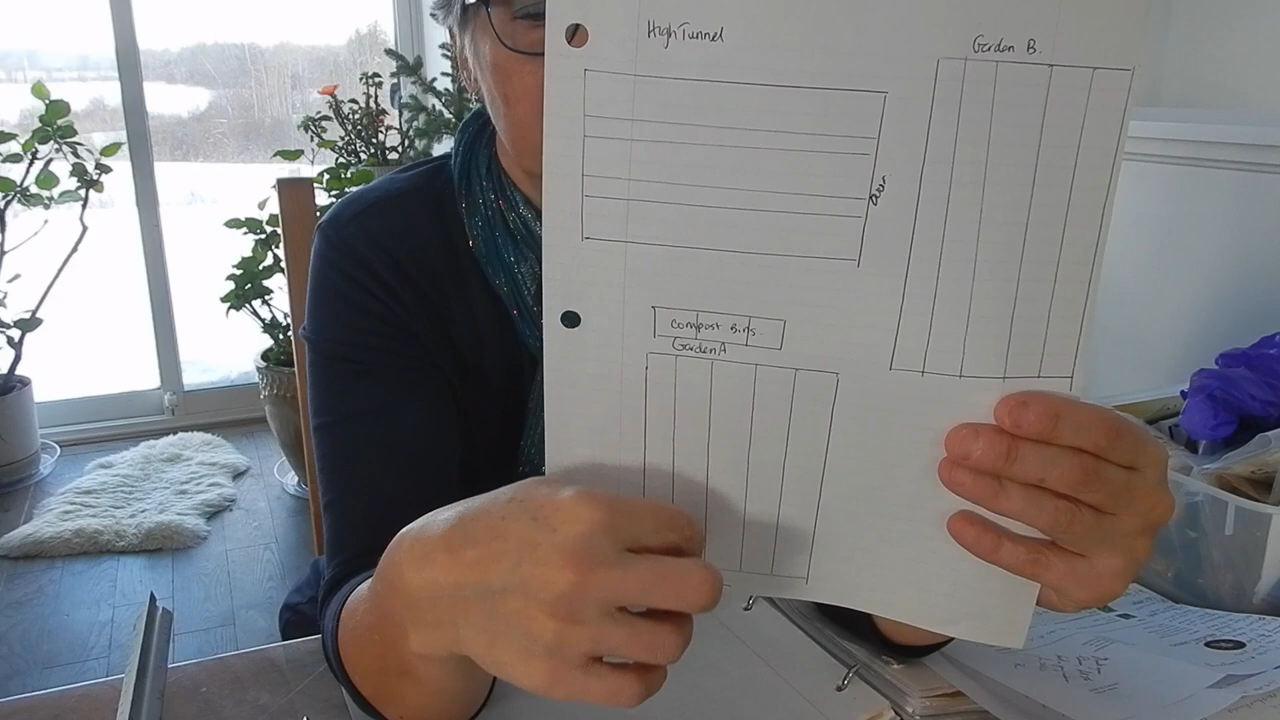 High Tunnel
Garden B.
Door
Compost Bins.
Garden A